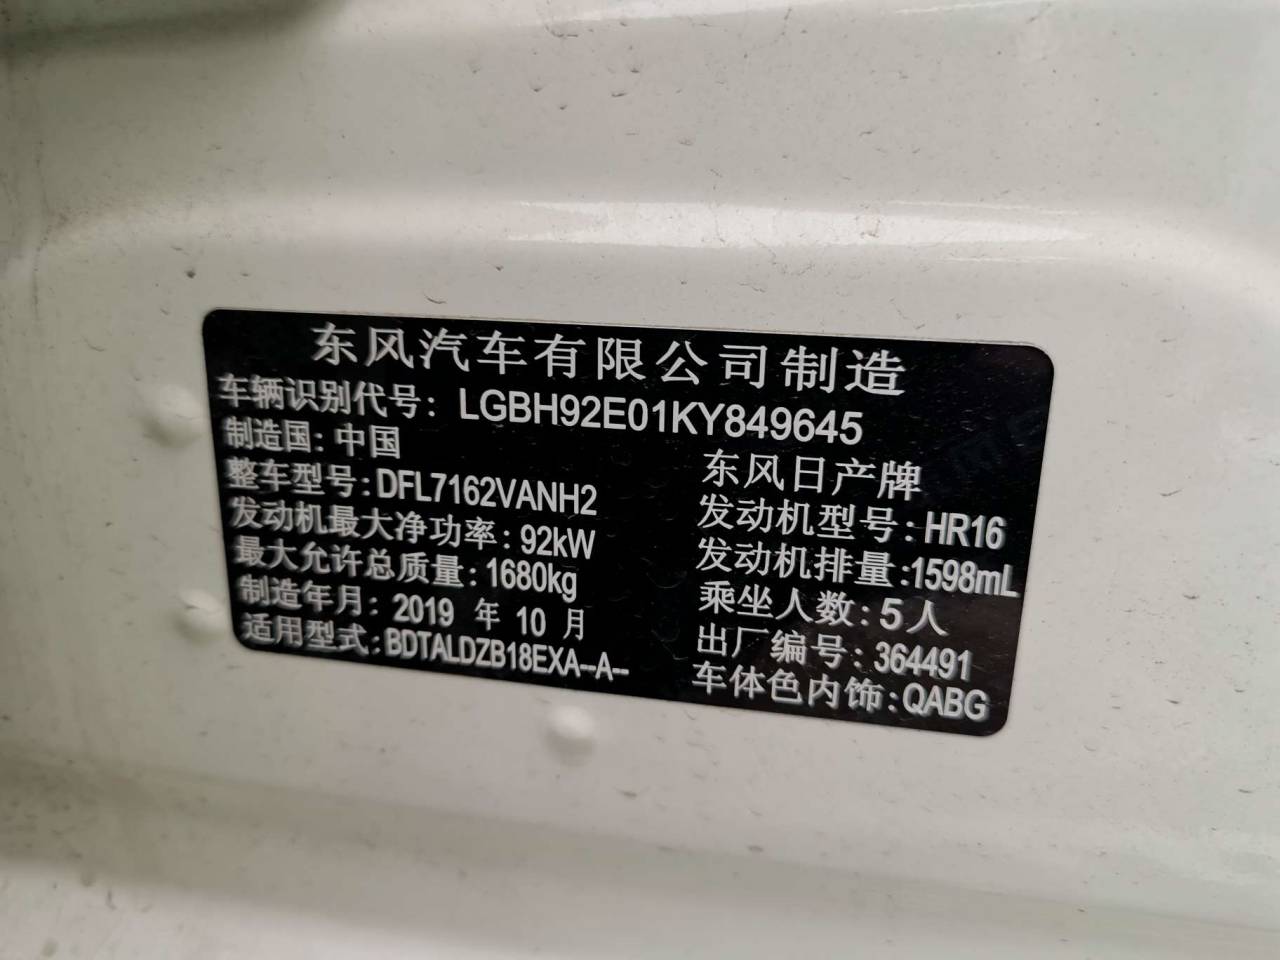 东风汽车有限公司制造
车辆识别代号: LGBH92E01KY849645
制造国: 中国
东风日产牌
整车型号: DFL7162VANH2
发动机型号: HR16
发动机最大净功率: 92kW
发动机排量: 1598mL
最大允许总质量: 1680kg
乘坐人数: 5人
制造年月: 2019 年 10 月
出厂编号: 364491
适用型式: BDTALDZB18EXA--A--
车体色内饰: QABG